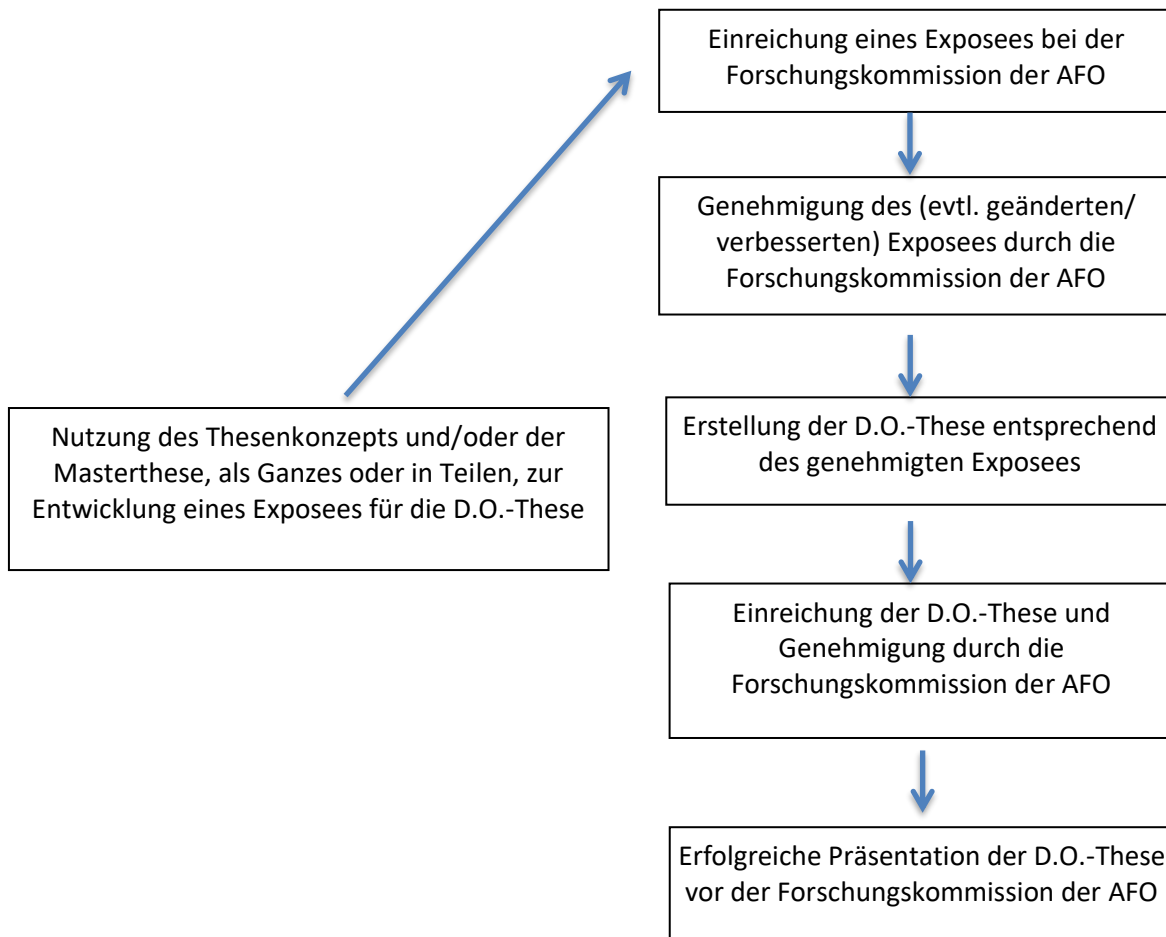 Einreichung eines Exposees bei der
Forschungskommission der AFO
Genehmigung des (evtl. geänderten/
verbesserten) Exposees durch die
Forschungskommission der AFO
Nutzung des Thesenkonzepts und/oder der
Masterthese, als Ganzes oder in Teilen, zur
Entwicklung eines Exposees für die D.O.-These
Erstellung der D.O.-These entsprechend
des genehmigten Exposees
Einreichung der D.O.-These und
Genehmigung durch die
Forschungskommission der AFO
Erfolgreiche Präsentation der D.O.-These
vor der Forschungskommission der AFO